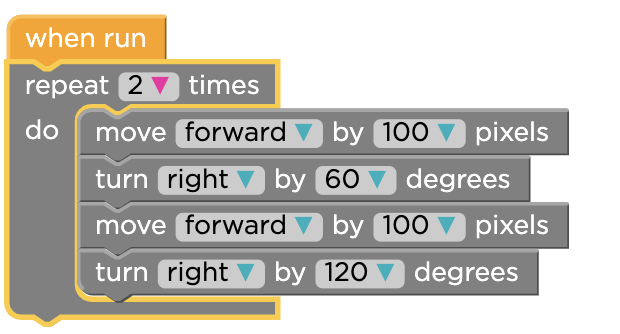 when run
repeat 2 ▼ times
do
move forward ▼ by 100 ▼ pixels
turn right ▼ by 60 ▼ degrees
move forward ▼ by 100 ▼ pixels
turn right ▼ by 120 ▼ degrees